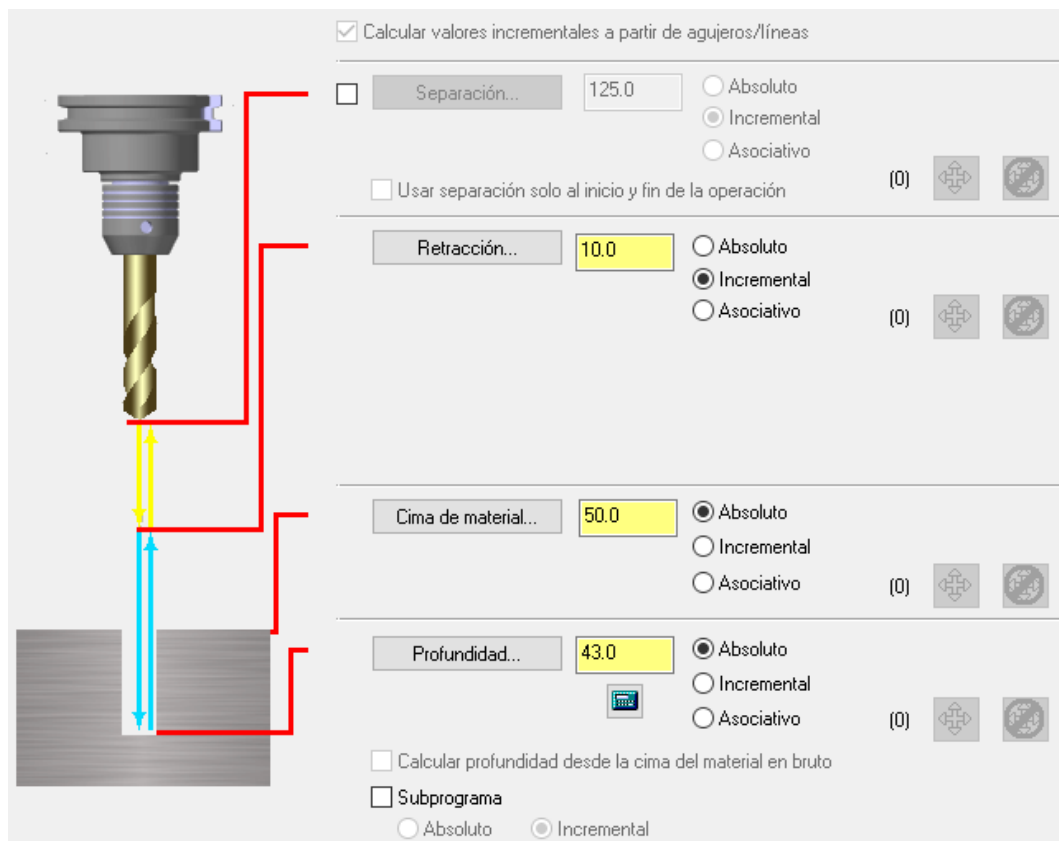 Calcular valores incrementales a partir de agujeros/líneas
Separación...
125.0
Absoluto
Incremental
Asociativo
(0)
Usar separación solo al inicio y fin de la operación
Retracción...
10.0
Absoluto
Incremental
Asociativo
(0)
Cima de material...
50.0
Absoluto
Incremental
Asociativo
(0)
Profundidad...
43.0
Absoluto
Incremental
Asociativo
(0)
Calcular profundidad desde la cima del material en bruto
Subprograma
Absoluto
Incremental